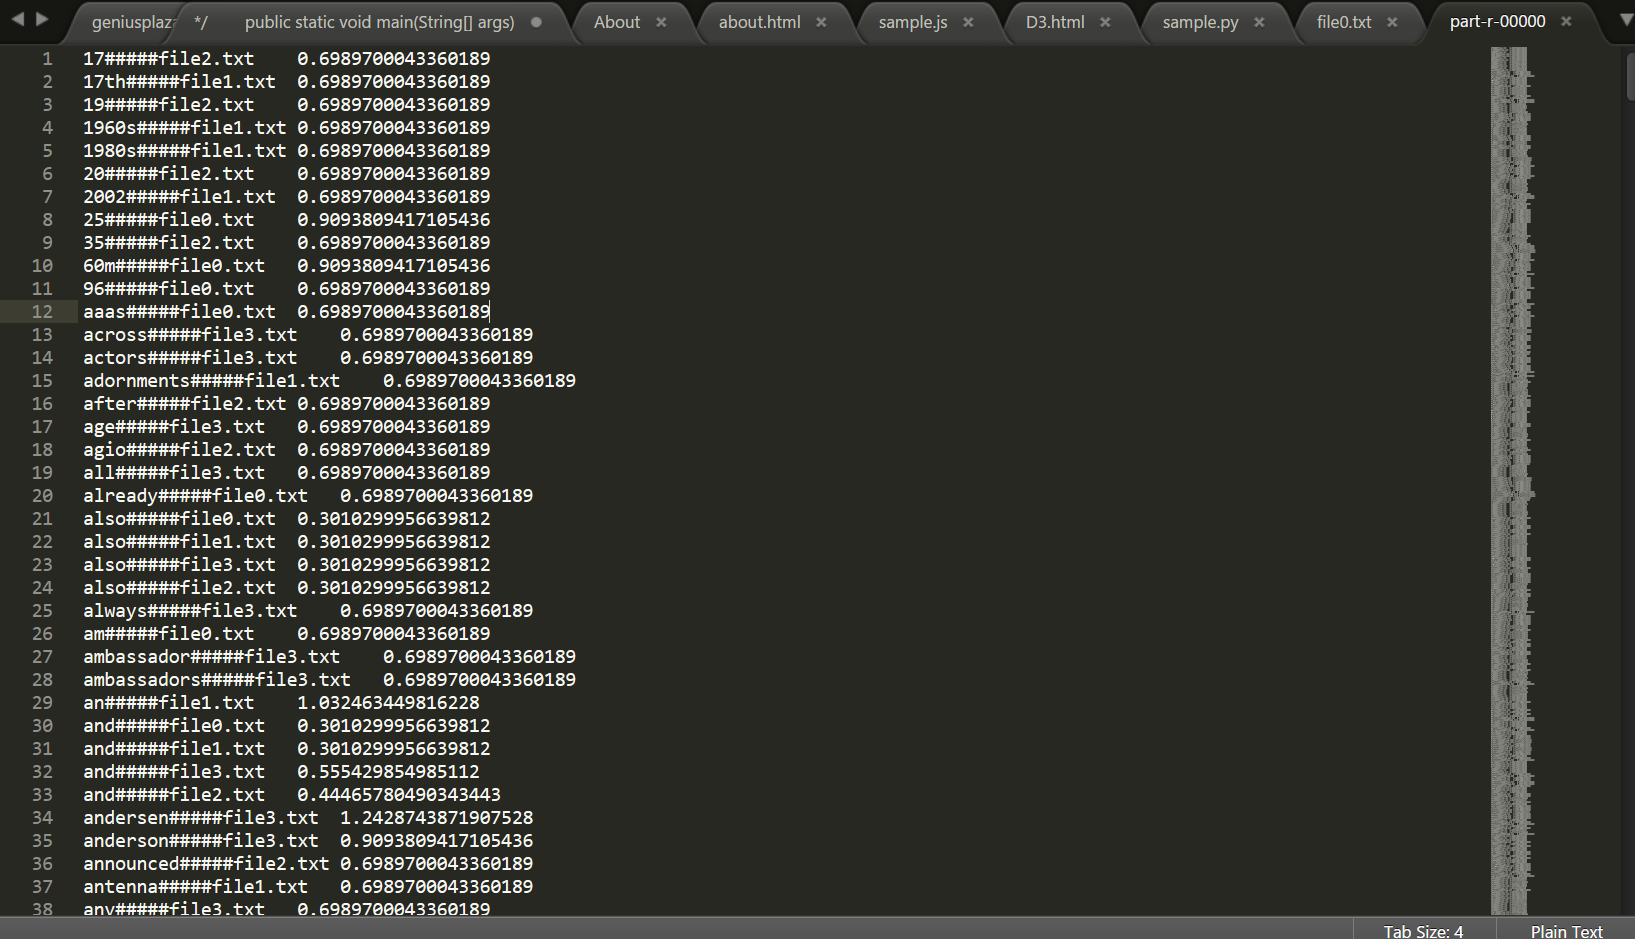 geniusplaza */ public static void main(String[] args) About about.html sample.js D3.html sample.py file0.txt part-r-00000
1 17#####file2.txt 0.6989700043360189
2 17th#####file1.txt 0.6989700043360189
3 19#####file2.txt 0.6989700043360189
4 1960s#####file1.txt 0.6989700043360189
5 1980s#####file1.txt 0.6989700043360189
6 20#####file2.txt 0.6989700043360189
7 2002#####file1.txt 0.6989700043360189
8 25#####file0.txt 0.9093809417105436
9 35#####file2.txt 0.6989700043360189
10 60m#####file0.txt 0.9093809417105436
11 96#####file0.txt 0.6989700043360189
12 aaas#####file0.txt 0.6989700043360189
13 across#####file3.txt 0.6989700043360189
14 actors#####file3.txt 0.6989700043360189
15 adornments#####file1.txt 0.6989700043360189
16 after#####file2.txt 0.6989700043360189
17 age#####file3.txt 0.6989700043360189
18 agio#####file2.txt 0.6989700043360189
19 all#####file3.txt 0.6989700043360189
20 already#####file0.txt 0.6989700043360189
21 also#####file0.txt 0.3010299956639812
22 also#####file1.txt 0.3010299956639812
23 also#####file3.txt 0.3010299956639812
24 also#####file2.txt 0.3010299956639812
25 always#####file3.txt 0.6989700043360189
26 am#####file0.txt 0.6989700043360189
27 ambassador#####file3.txt 0.6989700043360189
28 ambassadors#####file3.txt 0.6989700043360189
29 an#####file1.txt 1.032463449816228
30 and#####file0.txt 0.3010299956639812
31 and#####file1.txt 0.3010299956639812
32 and#####file3.txt 0.555429854985112
33 and#####file2.txt 0.44465780490343443
34 andersen#####file3.txt 1.2428743871907528
35 anderson#####file3.txt 0.9093809417105436
36 announced#####file2.txt 0.6989700043360189
37 antenna#####file1.txt 0.6989700043360189
38 any#####file3.txt 0.6989700043360189
Tab Size: 4 Plain Text